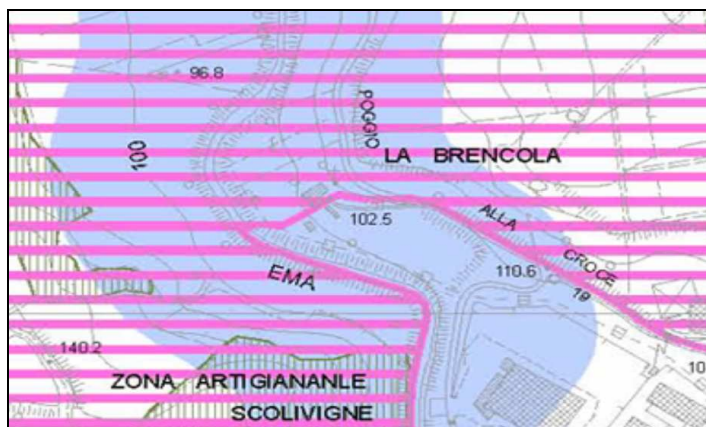 96.8
POGGIO
100
LA BRENCOLA
102.5
ALLA
CROCE
110.6
19
EMA
140.2
10
ZONA ARTIGIANANLE
SCOLIVIGNE